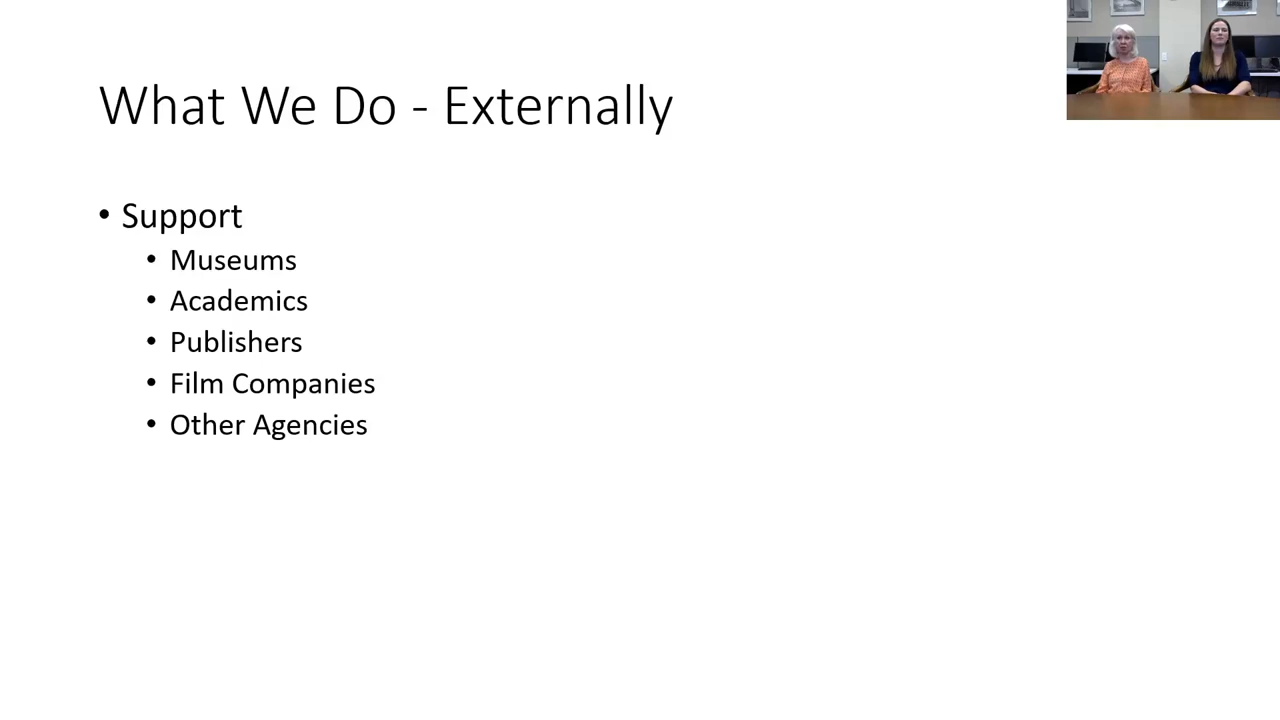 What We Do - Externally
• Support
• Museums
• Academics
• Publishers
• Film Companies
• Other Agencies